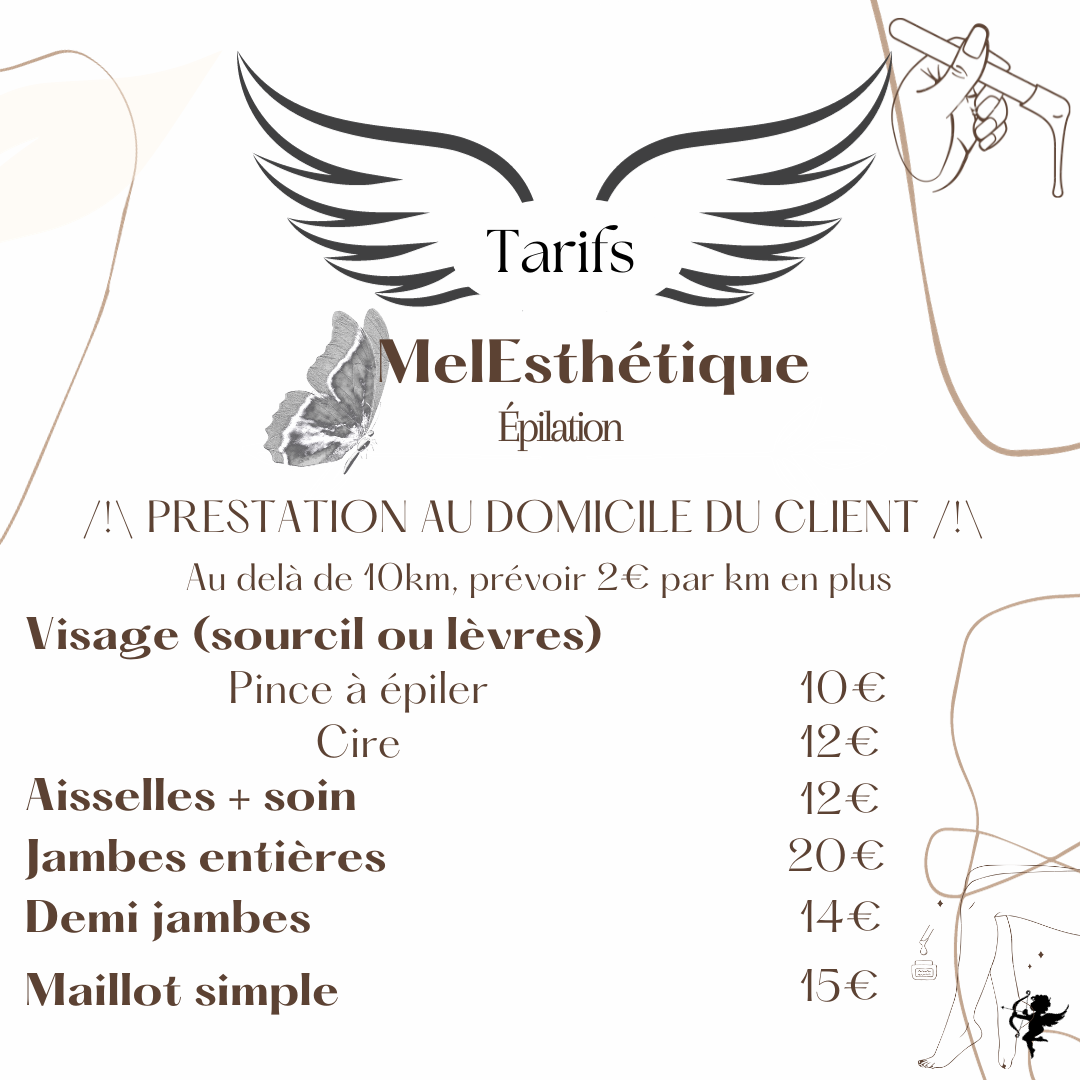 Tarifs
MelEsthétique
Épilation
/!\ PRESTATION AU DOMICILE DU CLIENT /!\
Au delà de 10km, prévoir 2€ par km en plus
Visage (sourcil ou lèvres)
Pince à épiler 10€
Cire 12€
Aisselles + soin 12€
Jambes entières 20€
Demi jambes 14€
Maillot simple 15€